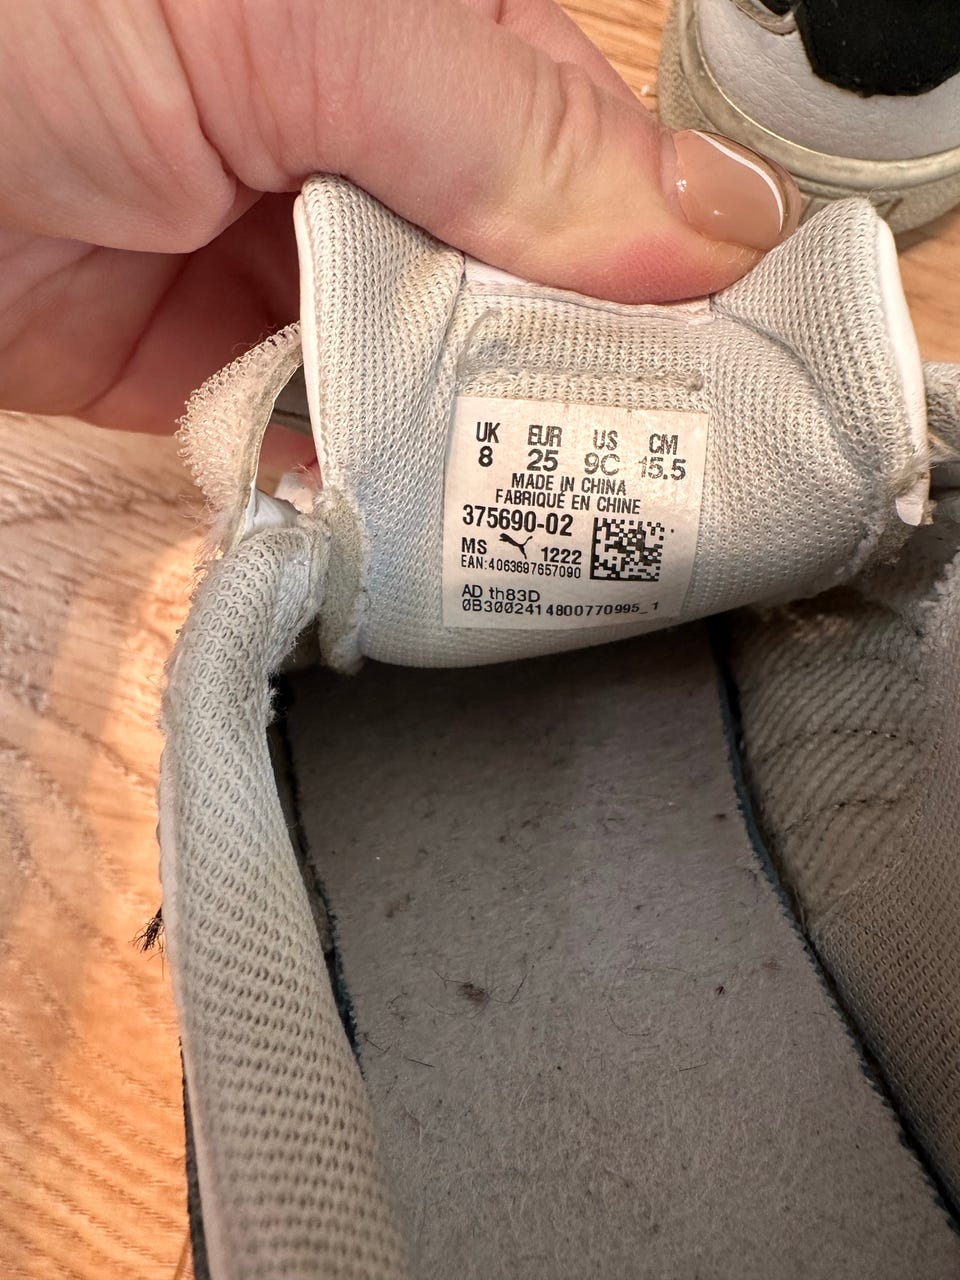 UK EUR US CM
8 25 9C 15.5
MADE IN CHINA
FABRIQUÉ EN CHINE
375690-02
MS 1222
EAN:4063697657090
AD th83D
0B3002414800770995_1